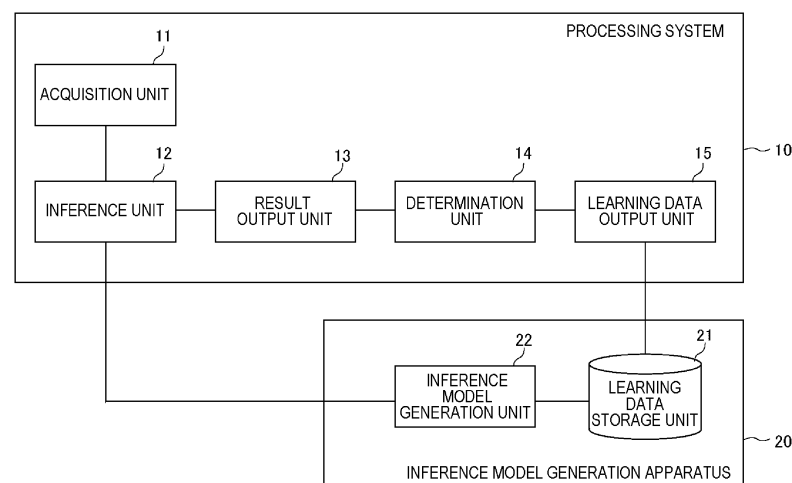 PROCESSING SYSTEM
11
ACQUISITION UNIT
12
INFERENCE UNIT
13
RESULT
OUTPUT UNIT
14
DETERMINATION
UNIT
15
LEARNING DATA
OUTPUT UNIT
10
22
INFERENCE
MODEL
GENERATION UNIT
21
LEARNING
DATA
STORAGE UNIT
20
INFERENCE MODEL GENERATION APPARATUS